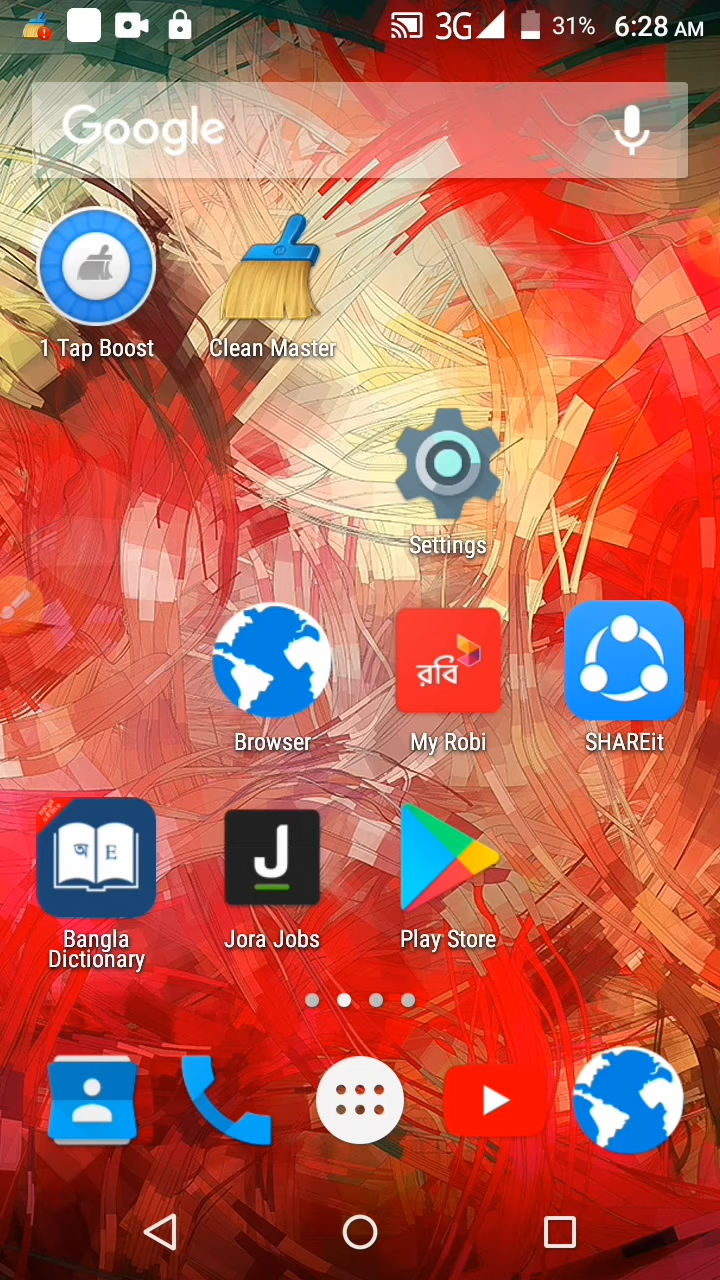 3G 31% 6:28 AM
Google
1 Tap Boost
Clean Master
Settings
রবি
Browser
My Robi
SHAREit
অ E
J
Bangla
Dictionary
Jora Jobs
Play Store